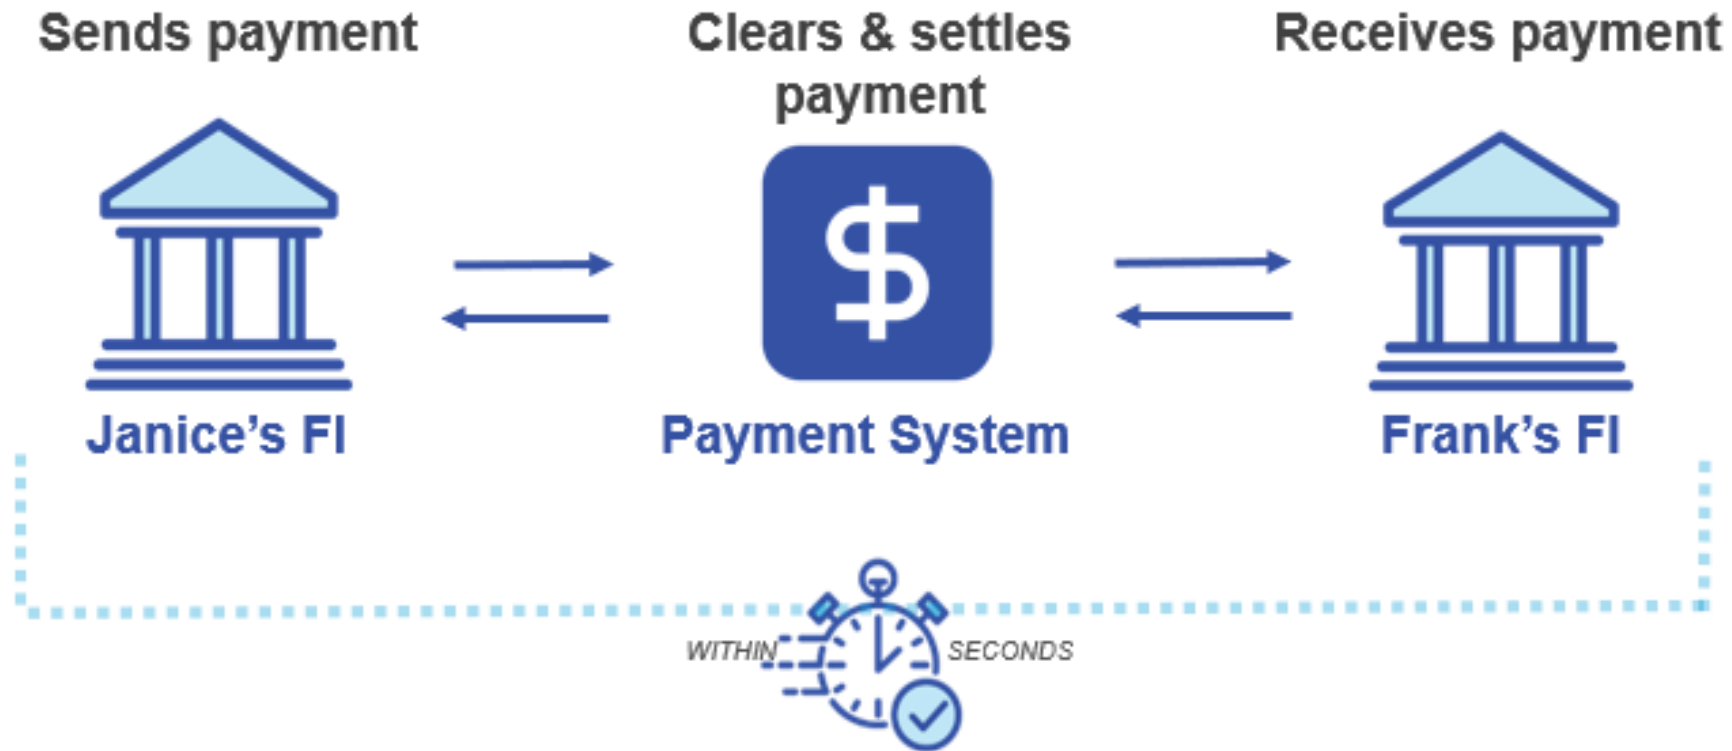 Sends payment
Clears & settles
payment
Receives payment
$
Janice’s FI
Payment System
Frank’s FI
WITHIN
SECONDS